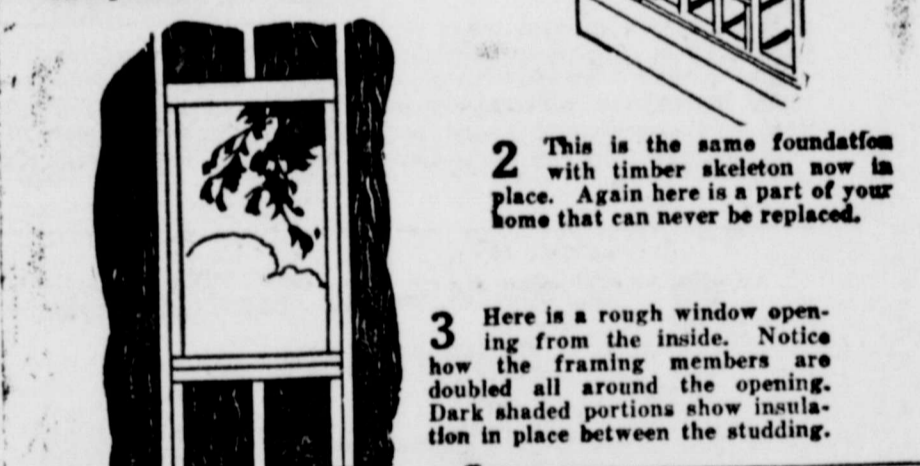 2 This is the same foundation
with timber skeleton now in
place. Again here is a part of your
home that can never be replaced.
3 Here is a rough window open-
ing from the inside. Notice
how the framing members are
doubled all around the opening.
Dark shaded portions show insula-
tion in place between the studding.